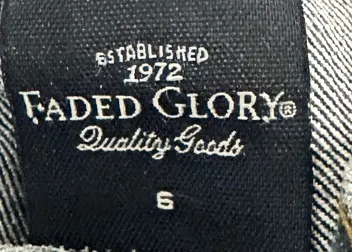 ESTABLISHED
1972
FADED GLORY®
Quality Goods
6